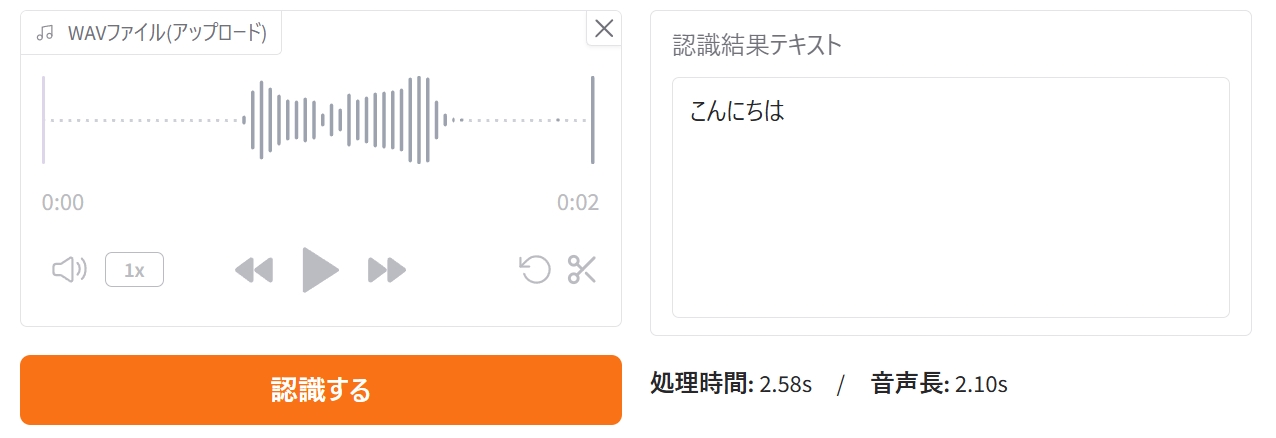 WAVファイル(アップロード)
0:00
0:02
1x
認識する
認識結果テキスト
こんにちは
処理時間: 2.58s / 音声長: 2.10s